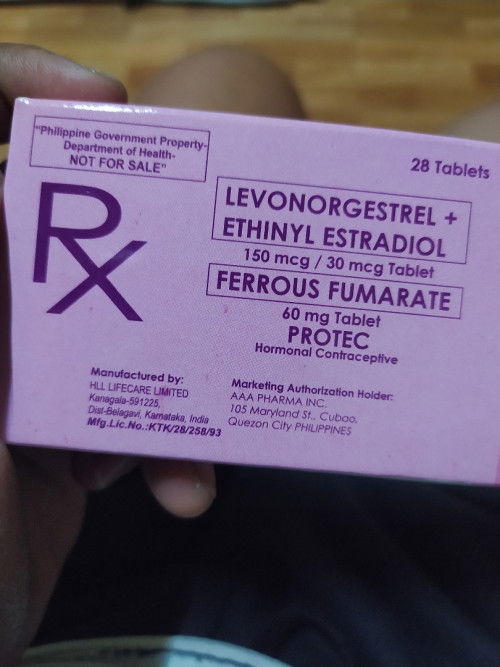 "Philippine Government Property-
Department of Health-
NOT FOR SALE"
28 Tablets
Rx
LEVONORGESTREL +
ETHINYL ESTRADIOL
150 mcg / 30 mcg Tablet
FERROUS FUMARATE
60 mg Tablet
PROTEC
Hormonal Contraceptive
Manufactured by:
HLL LIFECARE LIMITED
Kanagala-591225,
Dist-Belagavi, Karnataka, India
Mfg.Lic.No.:KTK/28/258/93
Marketing Authorization Holder:
AAA PHARMA INC.
105 Maryland St., Cubao,
Quezon City PHILIPPINES